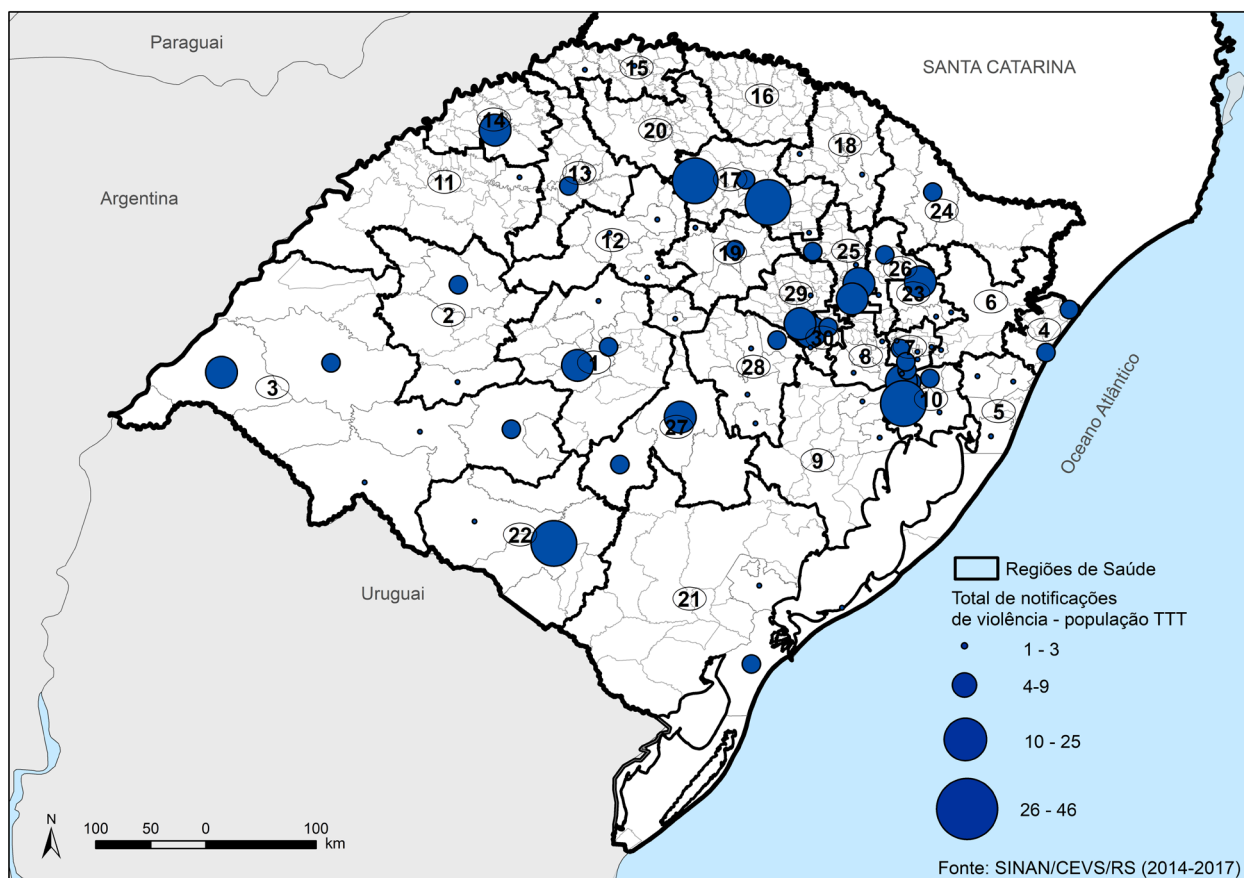 Paraguai
SANTA CATARINA
15
16
14
20
18
13
17
11
Argentina
24
12
19
25
26
29
23
6
2
4
30
1
8
7
28
3
10
5
27
9
Oceano Atlântico
22
Uruguai
21
Regiões de Saúde
Total de notificações
de violência - população TTT
1 - 3
4-9
10 - 25
26 - 46
N
100 50 0 100
km
Fonte: SINAN/CEVS/RS (2014-2017)